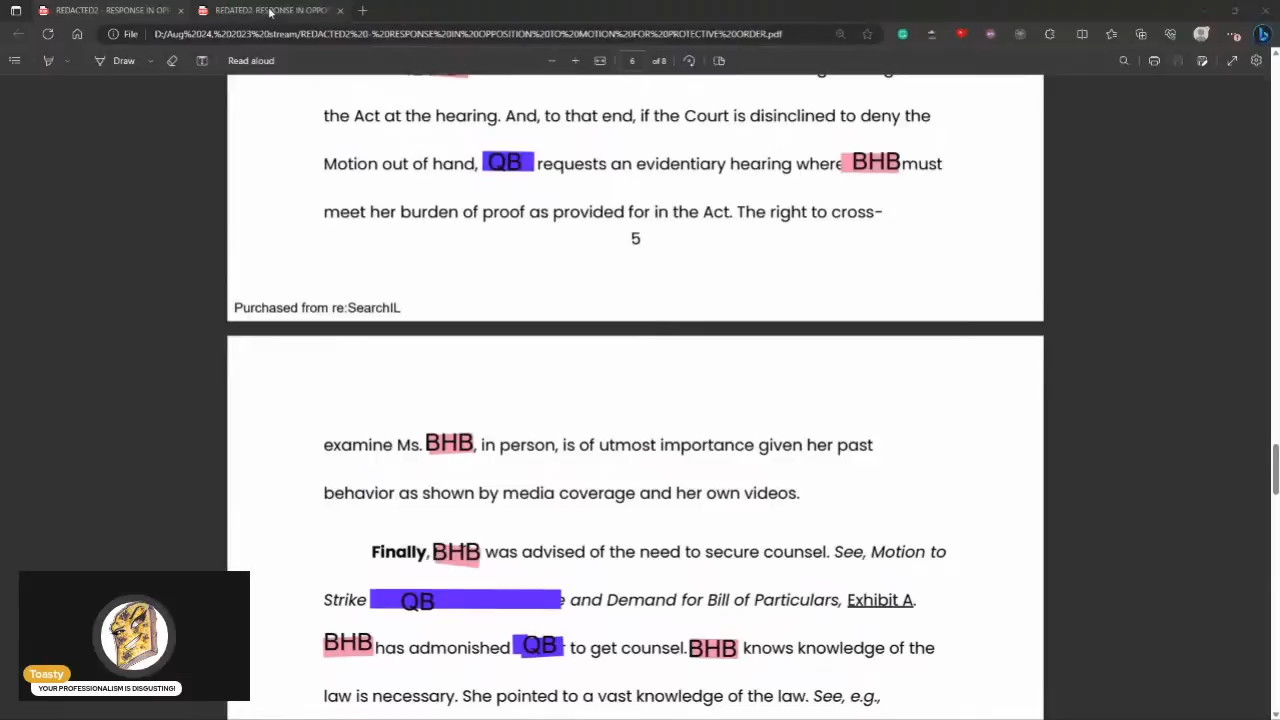 REDACTED2 - RESPONSE IN OPP
REDATED2 RESPONSE IN OPPO
File
D:/Aug%2024,%202023%20stream/REDACTED2%20-%20RESPONSE%20IN%20OPPOSITION%20TO%20MOTION%20FOR%20PROTECTIVE%20ORDER.pdf
Draw
Read aloud
6 of 8
the Act at the hearing. And, to that end, if the Court is disinclined to deny the
Motion out of hand, QB requests an evidentiary hearing where BHB must
meet her burden of proof as provided for in the Act. The right to cross-
5
Purchased from re:SearchIL
examine Ms. BHB, in person, is of utmost importance given her past
behavior as shown by media coverage and her own videos.
Finally, BHB was advised of the need to secure counsel. See, Motion to
Strike QB and Demand for Bill of Particulars, Exhibit A.
BHB has admonished QB to get counsel. BHB knows knowledge of the
law is necessary. She pointed to a vast knowledge of the law. See, e.g.,
Toasty
YOUR PROFESSIONALISM IS DISGUSTING!